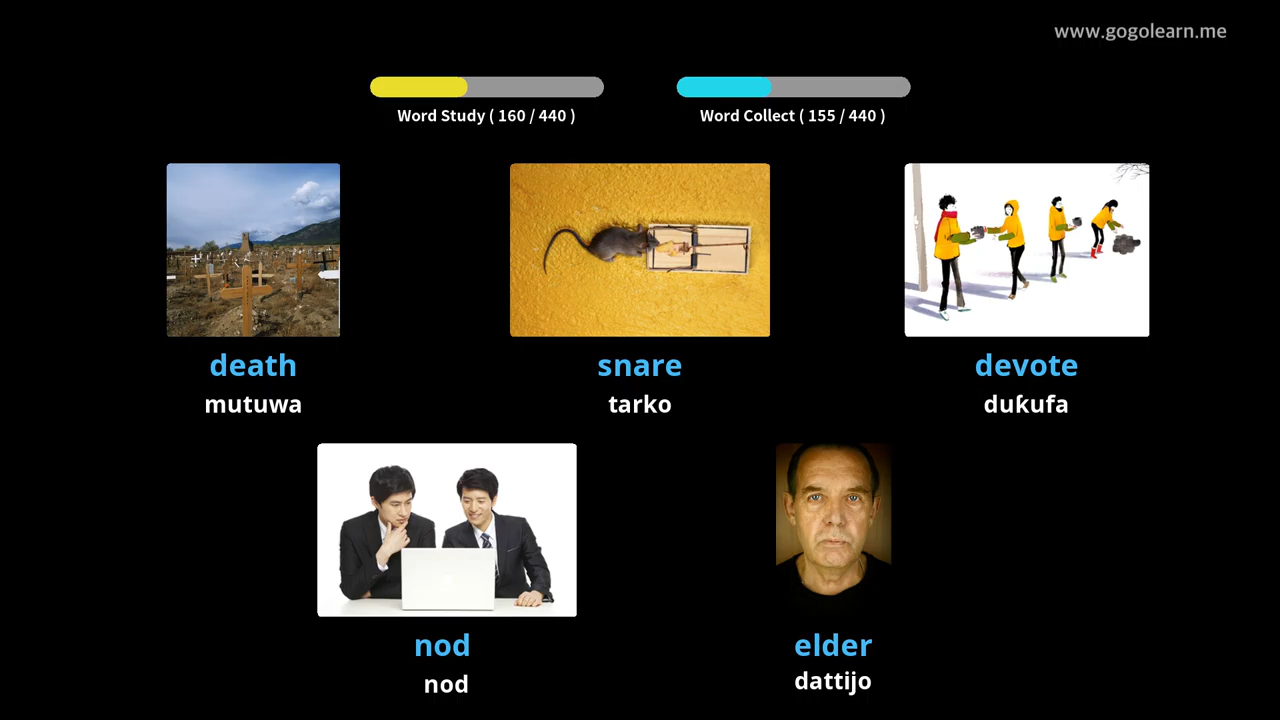 www.gogolearn.me
Word Study ( 160 / 440 )
Word Collect ( 155 / 440 )
death
mutuwa
snare
tarko
devote
duƙufa
nod
nod
elder
dattijo